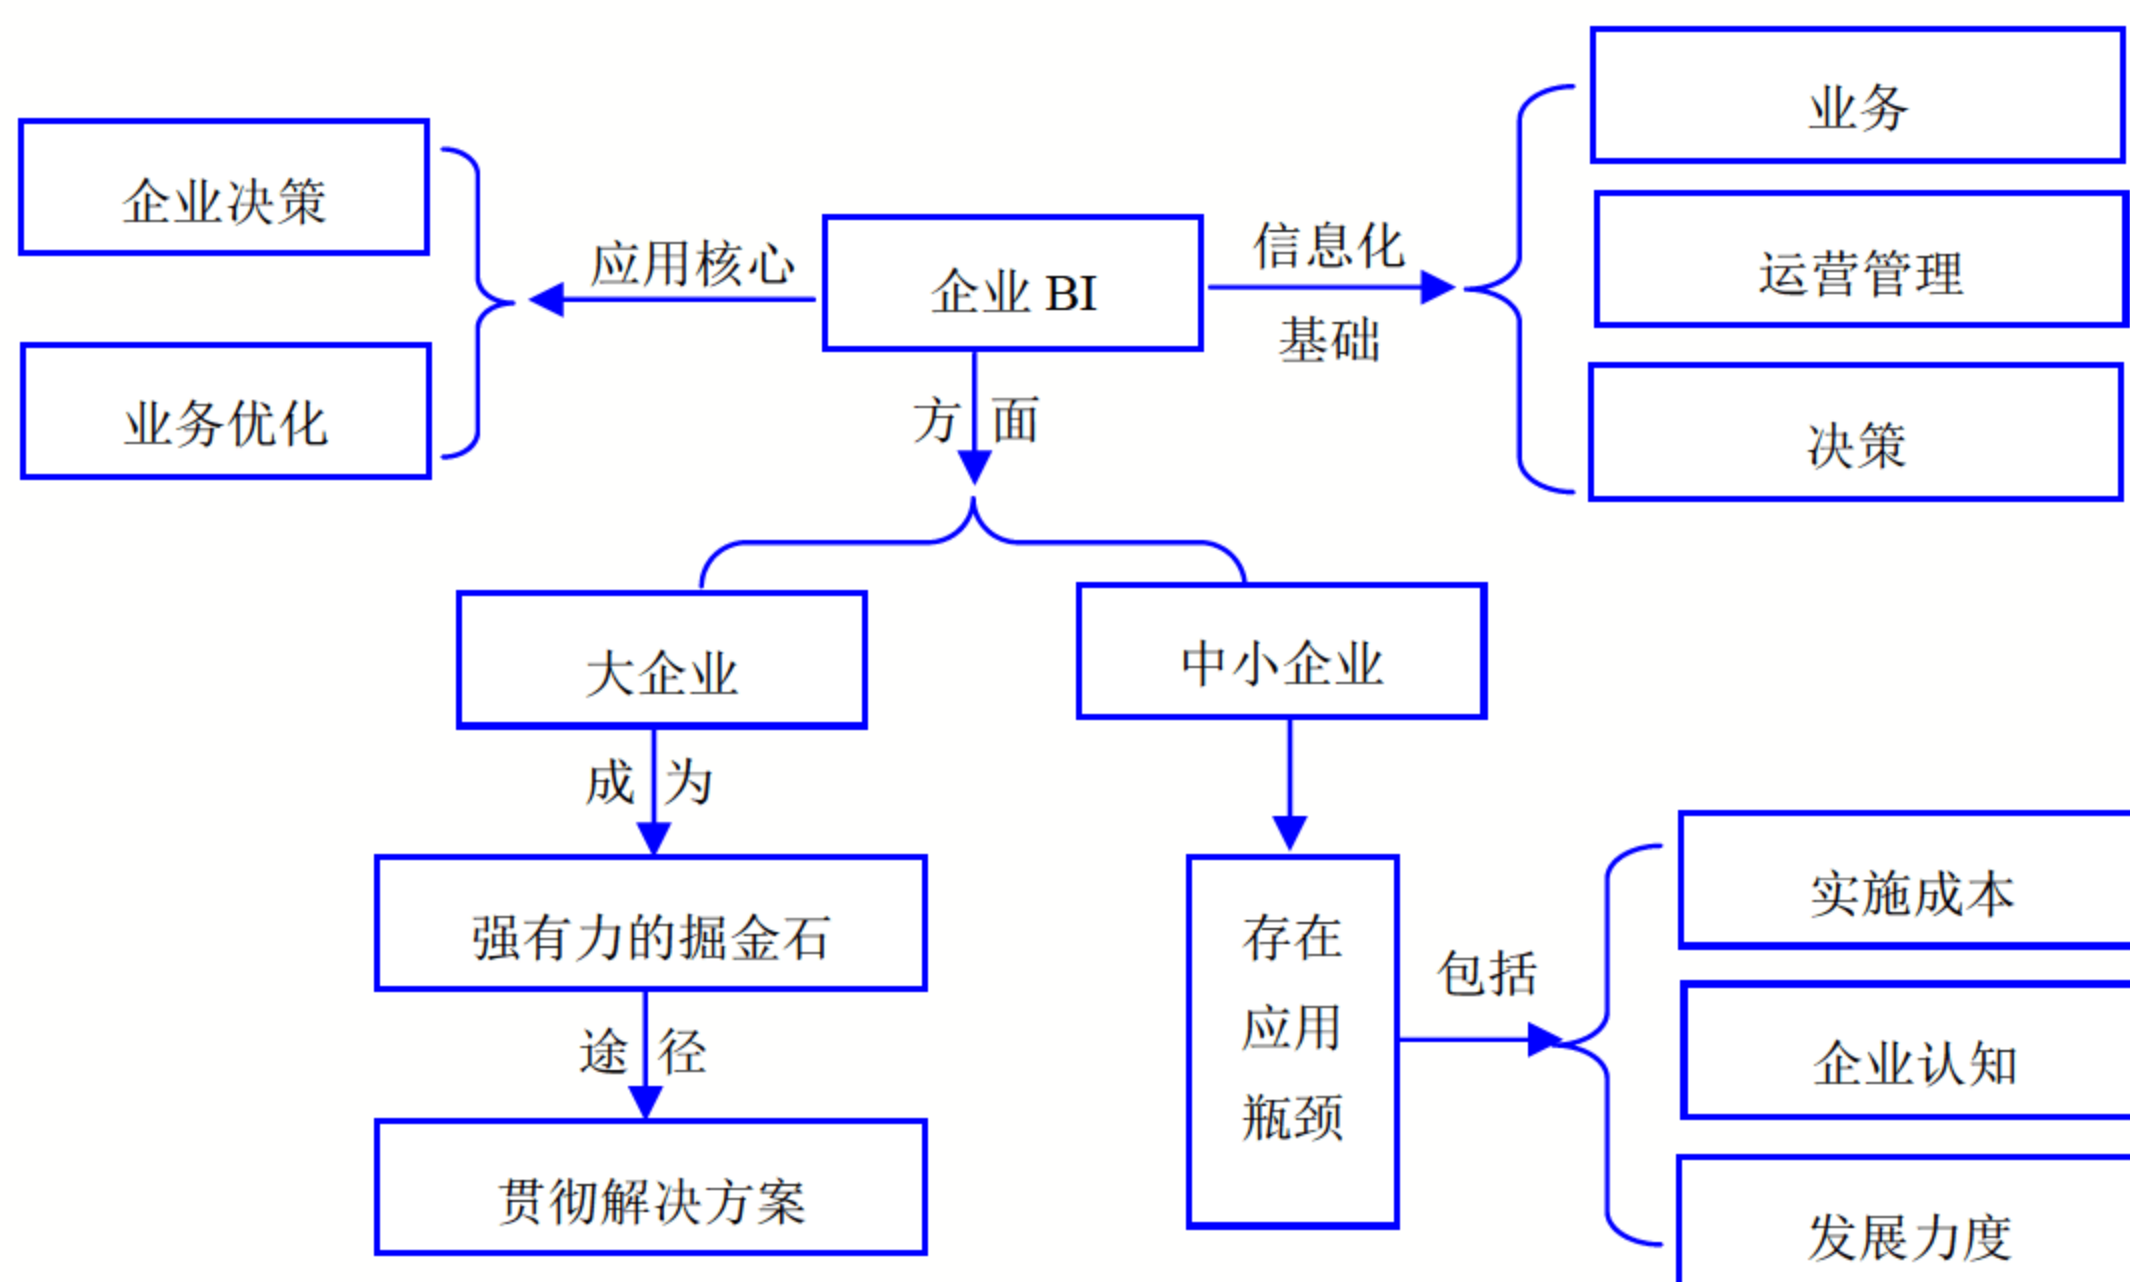 业务
企业决策
应用核心
企业 BI
信息化
基础
运营管理
业务优化
方 面
决策
大企业
中小企业
成 为
强有力的掘金石
存在
应用
瓶颈
包括
实施成本
企业认知
发展力度
途 径
贯彻解决方案